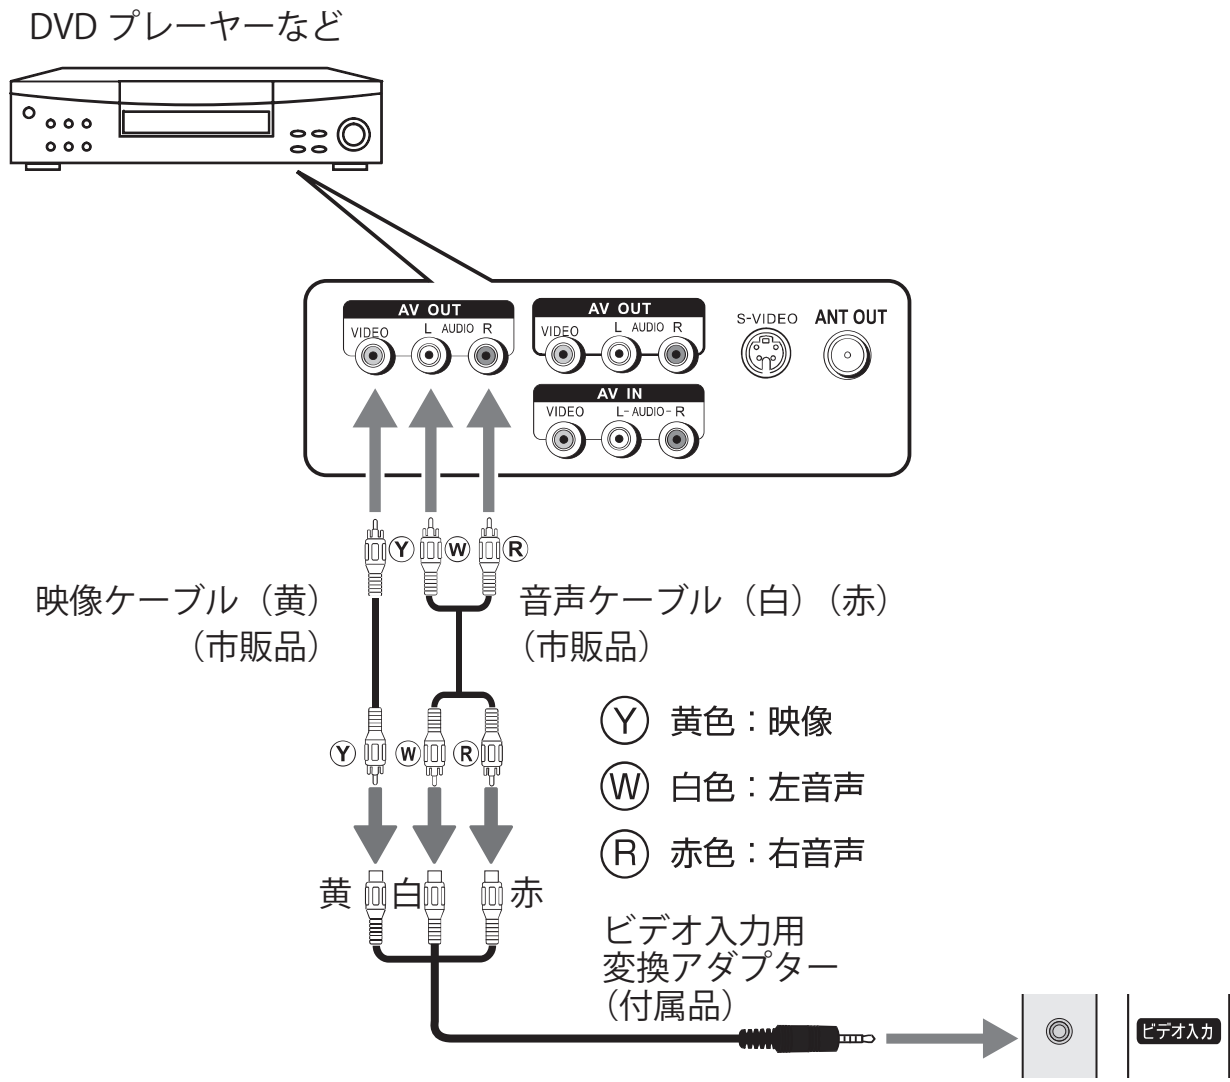 DVD プレーヤーなど
AV OUT
VIDEO L AUDIO R
AV OUT
VIDEO L AUDIO R
S-VIDEO
ANT OUT
AV IN
VIDEO L-AUDIO-R
Y W R
映像ケーブル（黄）
（市販品）
音声ケーブル（白）（赤）
（市販品）
Y W R
Y 黄色：映像
W 白色：左音声
R 赤色：右音声
黄 白 赤
ビデオ入力用
変換アダプター
（付属品）
ビデオ入力